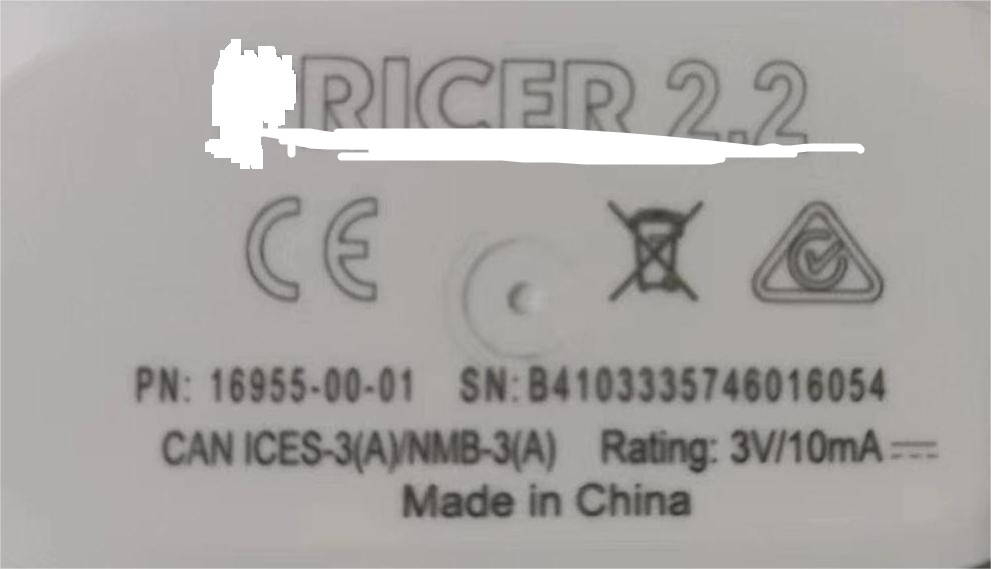 RICER 2.2
CE
PN: 16955-00-01 SN: B4103335746016054
CAN ICES-3(A)/NMB-3(A) Rating: 3V/10mA
Made in China